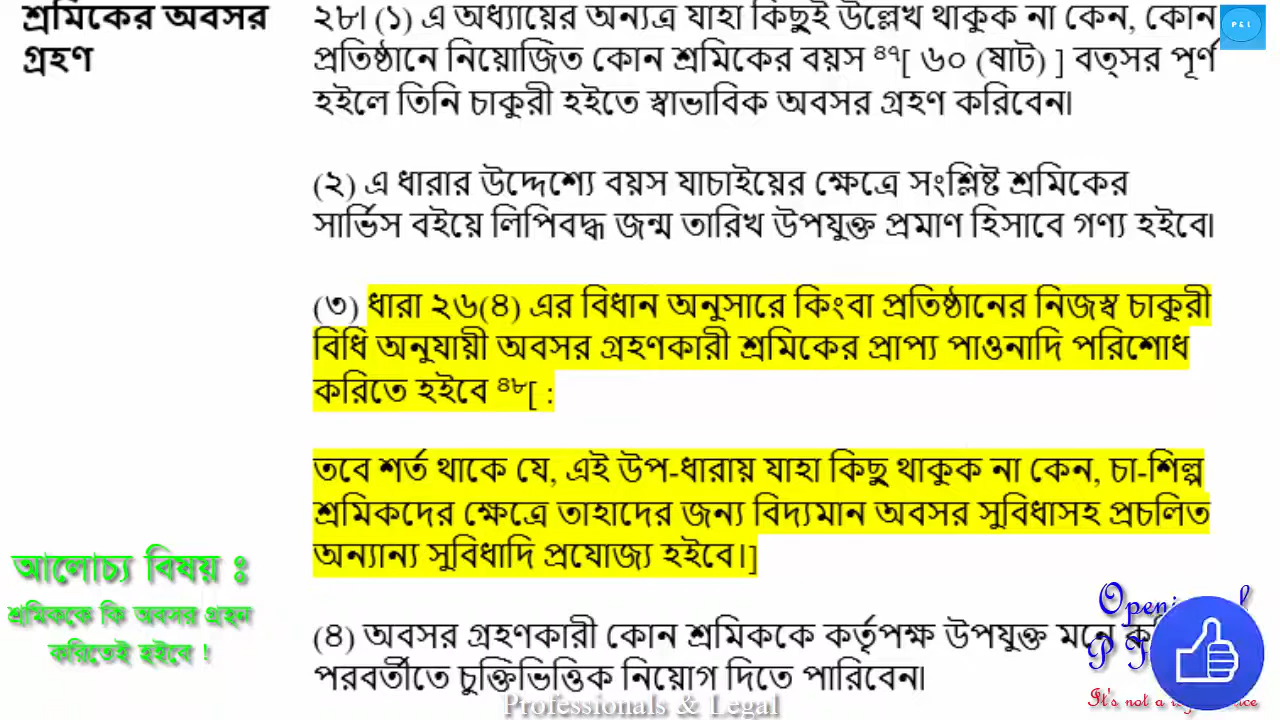 শ্রমিকের অবসর
গ্রহণ
২৮। (১) এ অধ্যায়ের অন্যত্র যাহা কিছুই উল্লেখ থাকুক না কেন, কোন
প্রতিষ্ঠানে নিয়োজিত কোন শ্রমিকের বয়স ৪৭[ ৬০ (ষাট) ] বত্সর পূর্ণ
হইলে তিনি চাকুরী হইতে স্বাভাবিক অবসর গ্রহণ করিবেন।
(২) এ ধারার উদ্দেশ্যে বয়স যাচাইয়ের ক্ষেত্রে সংশ্লিষ্ট শ্রমিকের
সার্ভিস বইয়ে লিপিবদ্ধ জন্ম তারিখ উপযুক্ত প্রমাণ হিসাবে গণ্য হইবে।
(৩) ধারা ২৬(৪) এর বিধান অনুসারে কিংবা প্রতিষ্ঠানের নিজস্ব চাকুরী
বিধি অনুযায়ী অবসর গ্রহণকারী শ্রমিকের প্রাপ্য পাওনাদি পরিশোধ
করিতে হইবে ৪৮[ :
তবে শর্ত থাকে যে, এই উপ-ধারায় যাহা কিছু থাকুক না কেন, চা-শিল্প
শ্রমিকদের ক্ষেত্রে তাহাদের জন্য বিদ্যমান অবসর সুবিধাসহ প্রচলিত
অন্যান্য সুবিধাদি প্রযোজ্য হইবে।]
(৪) অবসর গ্রহণকারী কোন শ্রমিককে কর্তৃপক্ষ উপযুক্ত মনে
পরবর্তীতে চুক্তিভিত্তিক নিয়োগ দিতে পারিবেন।
আলোচ্য বিষয় ঃ
শ্রমিককে কি অবসর গ্রহন
করিতেই হইবে !
P & L
It's not a
Professionals & Legal